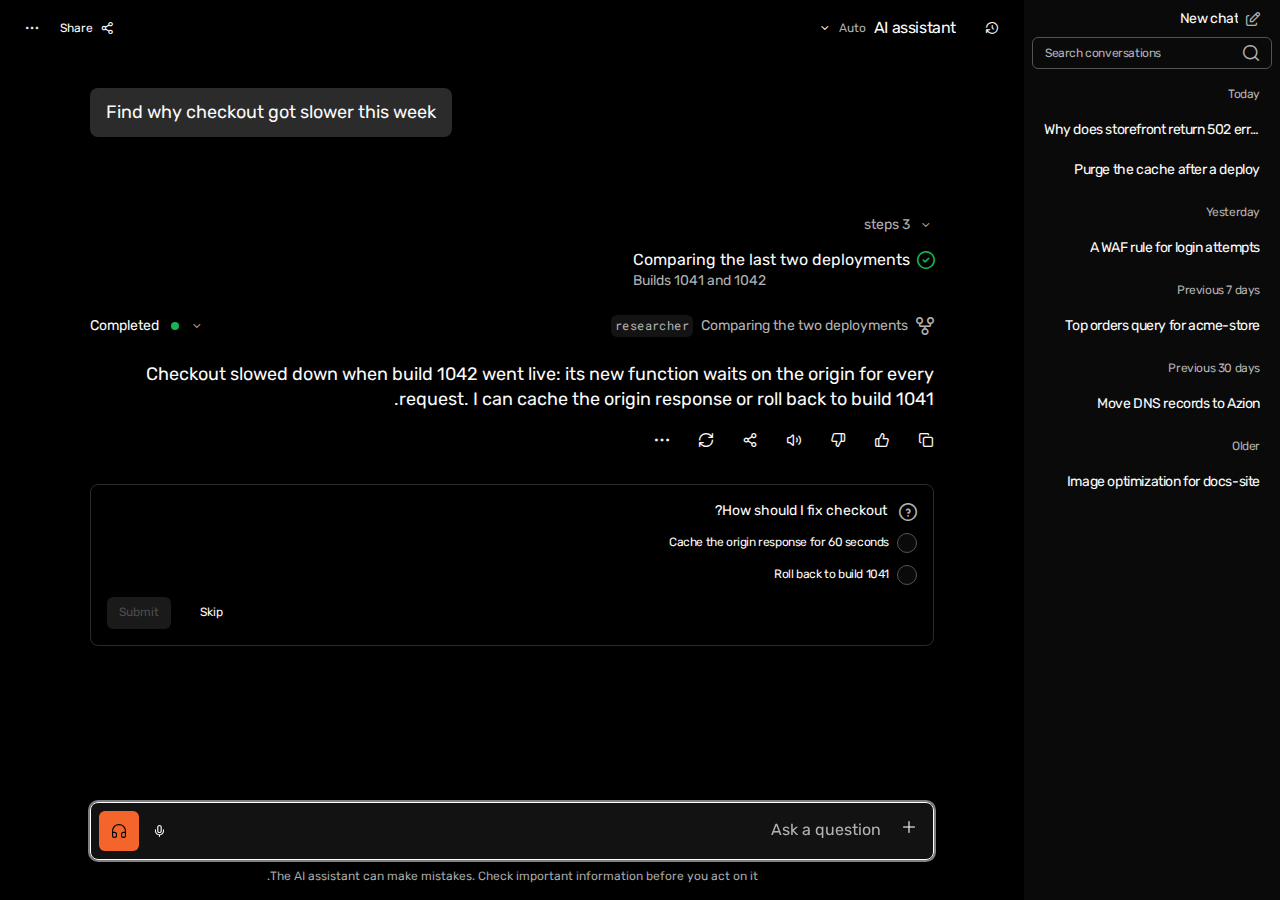 New chat
Search conversations
Today
Why does storefront return 502 err...
Purge the cache after a deploy
Yesterday
A WAF rule for login attempts
Previous 7 days
Top orders query for acme-store
Previous 30 days
Move DNS records to Azion
Older
Image optimization for docs-site
AI assistant
Auto
Share
Find why checkout got slower this week
steps 3
Comparing the last two deployments
Builds 1041 and 1042
Comparing the two deployments
researcher
Completed
Checkout slowed down when build 1042 went live: its new function waits on the origin for every
.request. I can cache the origin response or roll back to build 1041
?How should I fix checkout
Cache the origin response for 60 seconds
Roll back to build 1041
Skip
Submit
Ask a question
.The AI assistant can make mistakes. Check important information before you act on it